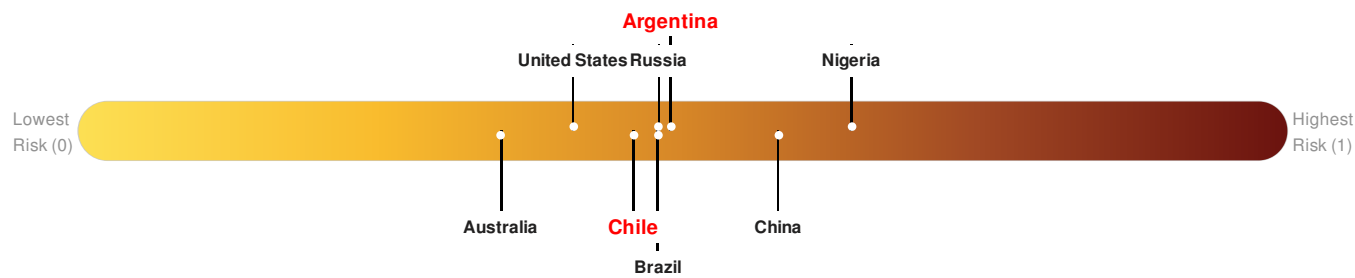 Argentina
United States Russia Nigeria
Lowest
Risk (0)
Highest
Risk (1)
Australia Chile China
Brazil